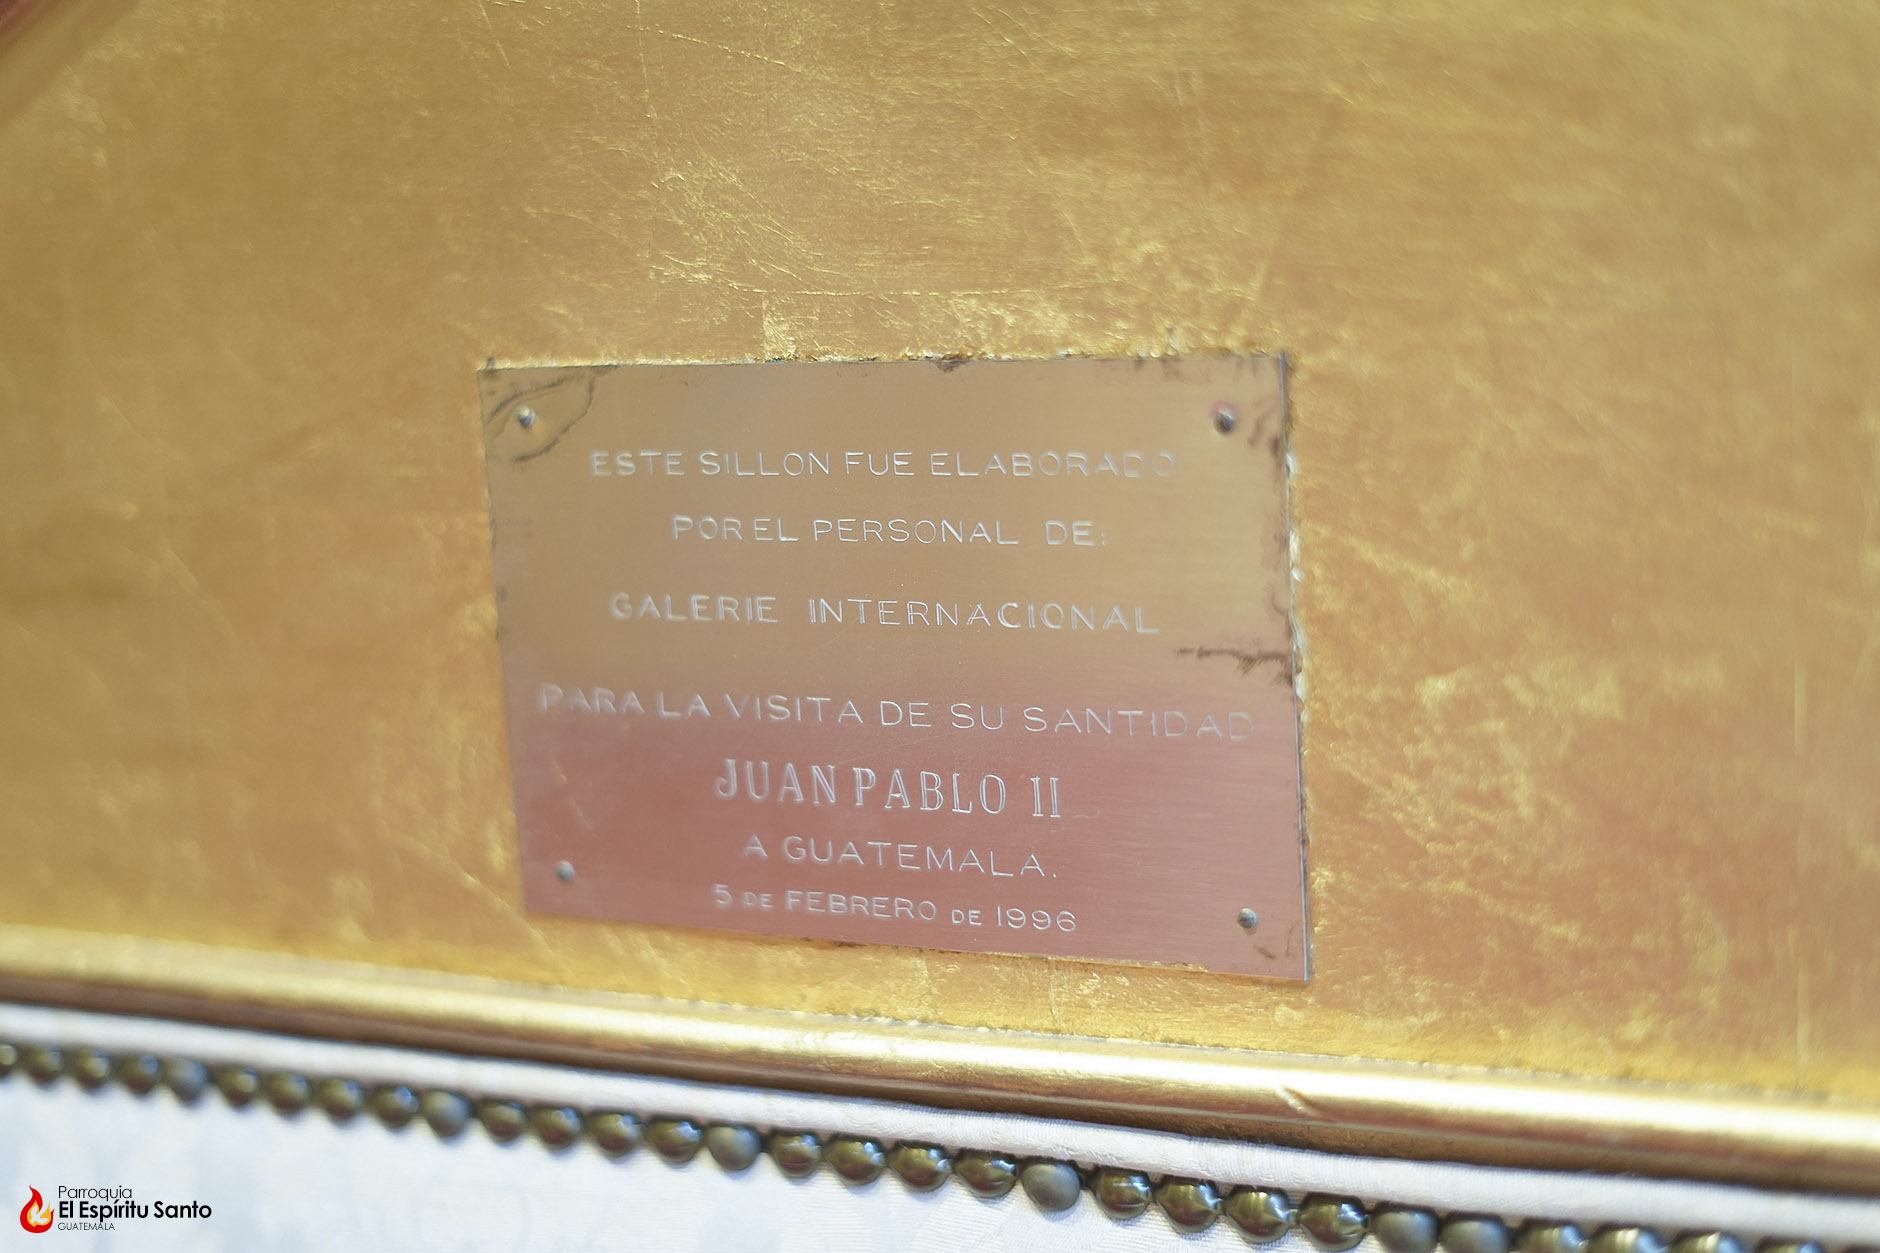 ESTE SILLON FUE ELABORADO
POR EL PERSONAL DE:
GALERIE INTERNACIONAL
PARA LA VISITA DE SU SANTIDAD
JUAN PABLO II
A GUATEMALA.
5 DE FEBRERO DE 1996
Parroquia
El Espíritu Santo
GUATEMALA